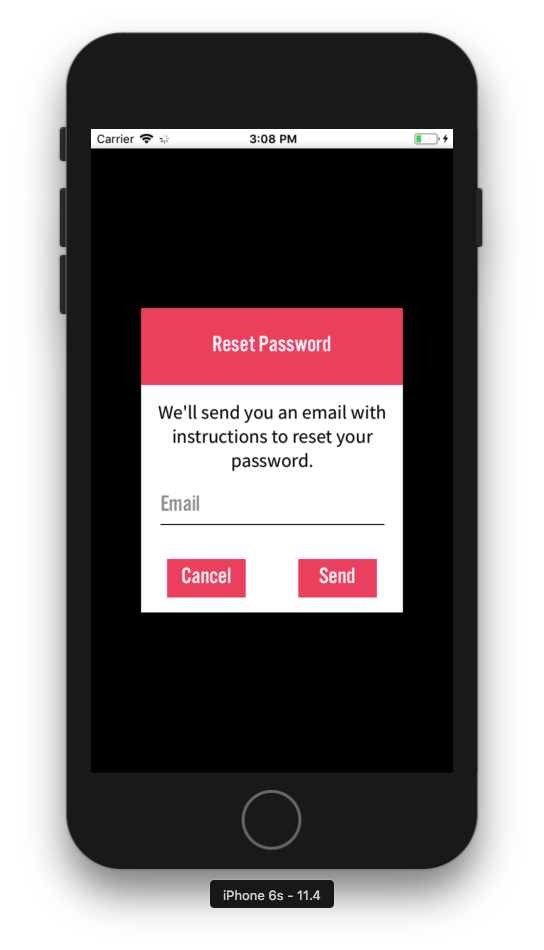 Carrier 3:08 PM
Reset Password
We'll send you an email with
instructions to reset your
password.
Email
Cancel Send
iPhone 6s - 11.4